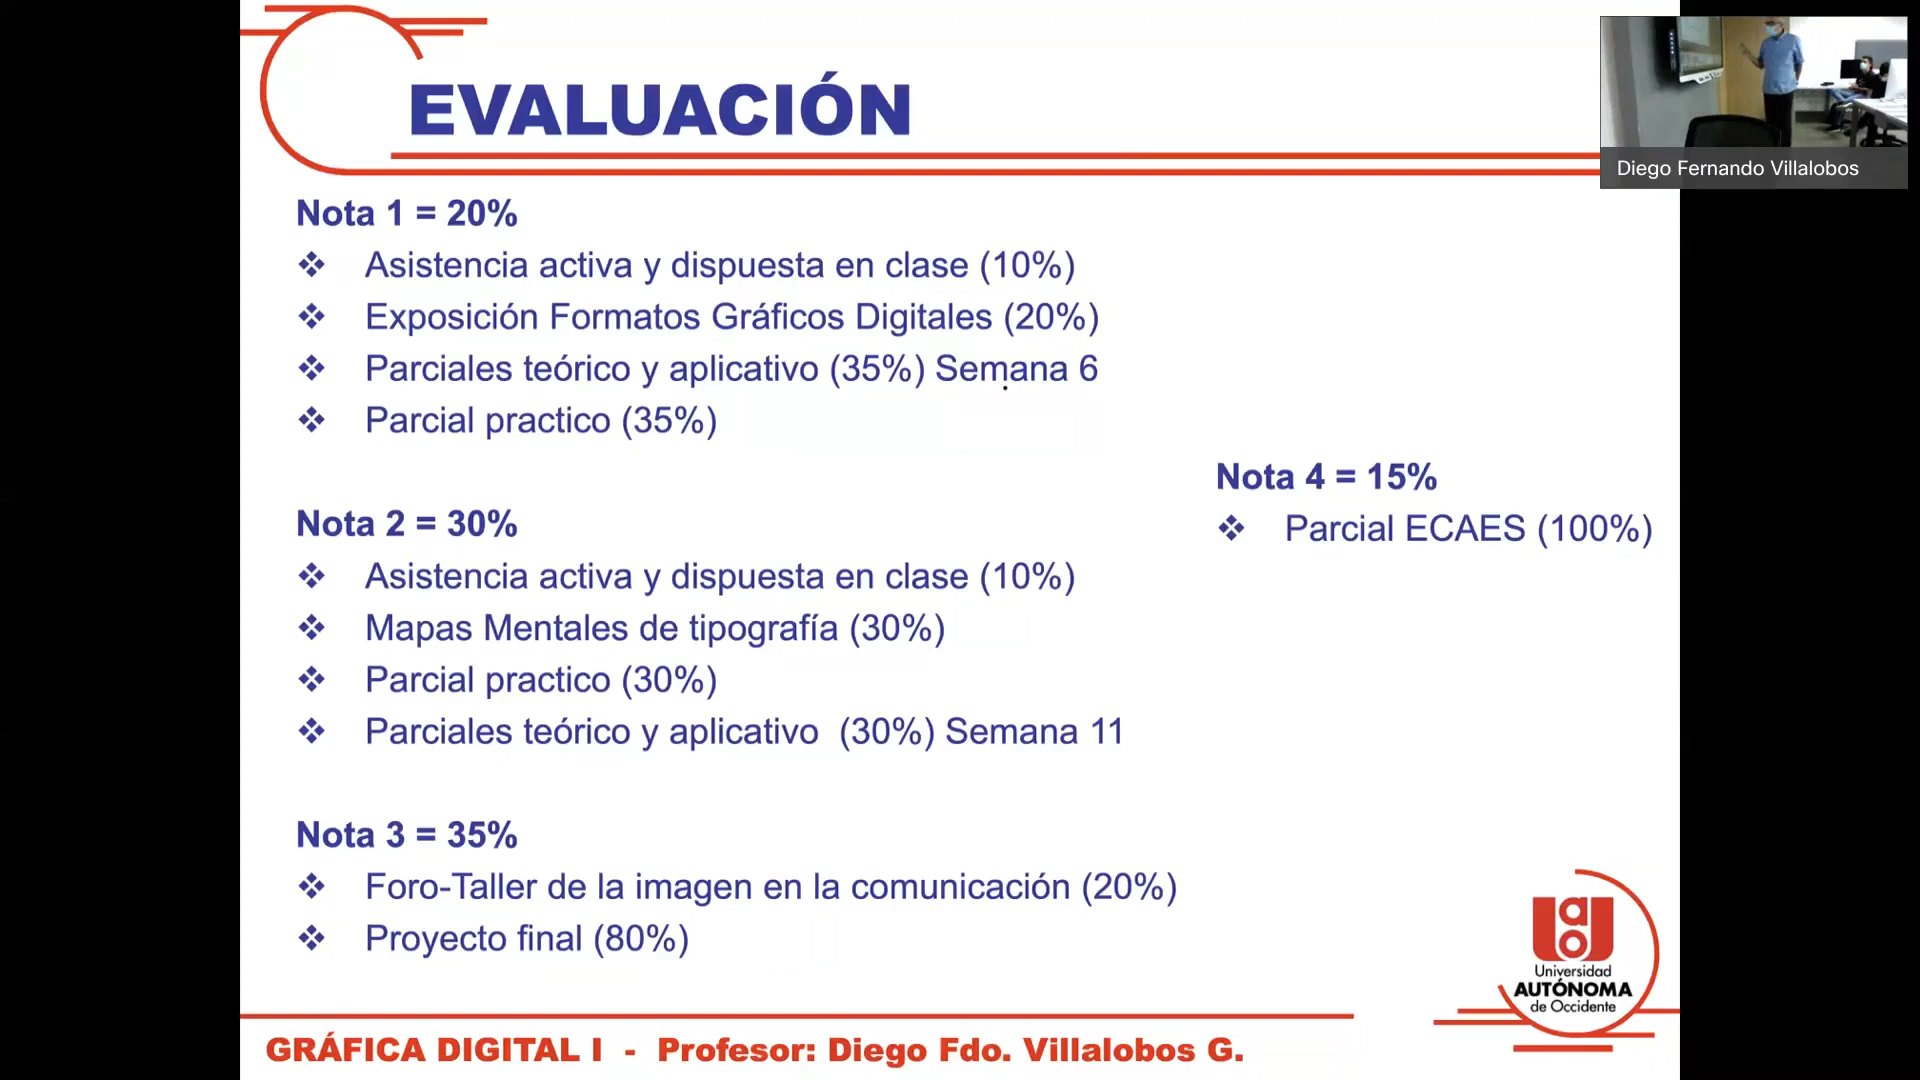 EVALUACIÓN
Diego Fernando Villalobos
Nota 1 = 20%
Asistencia activa y dispuesta en clase (10%)
Exposición Formatos Gráficos Digitales (20%)
Parciales teórico y aplicativo (35%) Semana 6
Parcial practico (35%)
Nota 2 = 30%
Asistencia activa y dispuesta en clase (10%)
Mapas Mentales de tipografía (30%)
Parcial practico (30%)
Parciales teórico y aplicativo  (30%) Semana 11
Nota 3 = 35%
Foro-Taller de la imagen en la comunicación (20%)
Proyecto final (80%)
Nota 4 = 15%
Parcial ECAES (100%)
uao
Universidad
AUTÓNOMA
de Occidente
GRÁFICA DIGITAL I - Profesor: Diego Fdo. Villalobos G.